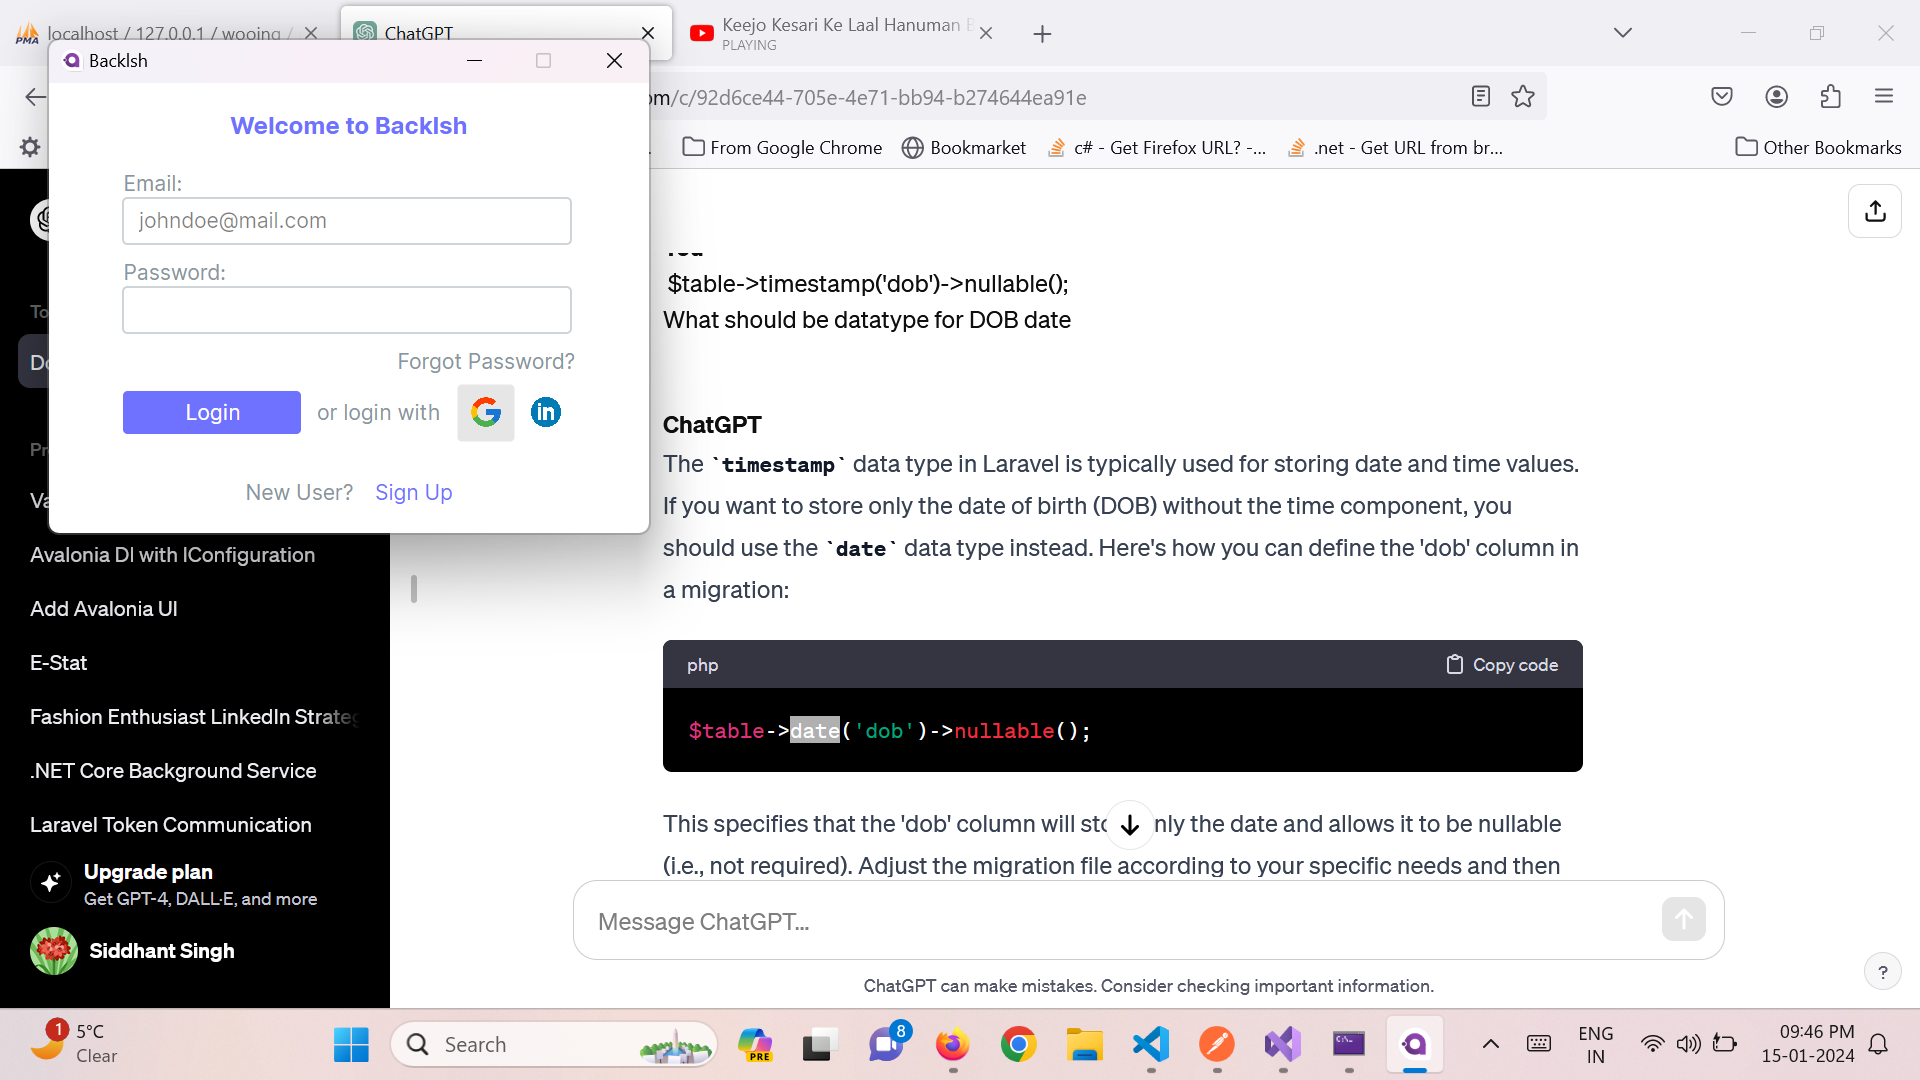 localhost / 127.0.0.1 / wooing /
ChatGPT
Keejo Kesari Ke Laal Hanuman B
PLAYING
BackIsh
om/c/92d6ce44-705e-4e71-bb94-b274644ea91e
From Google Chrome
Bookmarket
c# - Get Firefox URL? -...
.net - Get URL from br...
Other Bookmarks
Welcome to BackIsh
Email:
johndoe@mail.com
Password:
Forgot Password?
Login
or login with
New User? Sign Up
To
Do
Pr
Va
Avalonia DI with IConfiguration
Add Avalonia UI
E-Stat
Fashion Enthusiast LinkedIn Strateg
.NET Core Background Service
Laravel Token Communication
Upgrade plan
Get GPT-4, DALL·E, and more
Siddhant Singh
You
$table->timestamp('dob')->nullable();
What should be datatype for DOB date
ChatGPT
The `timestamp` data type in Laravel is typically used for storing date and time values.
If you want to store only the date of birth (DOB) without the time component, you
should use the `date` data type instead. Here's how you can define the 'dob' column in
a migration:
php
Copy code
$table->date('dob')->nullable();
This specifies that the 'dob' column will sto nly the date and allows it to be nullable
(i.e., not required). Adjust the migration file according to your specific needs and then
Message ChatGPT...
ChatGPT can make mistakes. Consider checking important information.
?
1
5°C
Clear
Search
PRE
8
ENG
IN
09:46 PM
15-01-2024